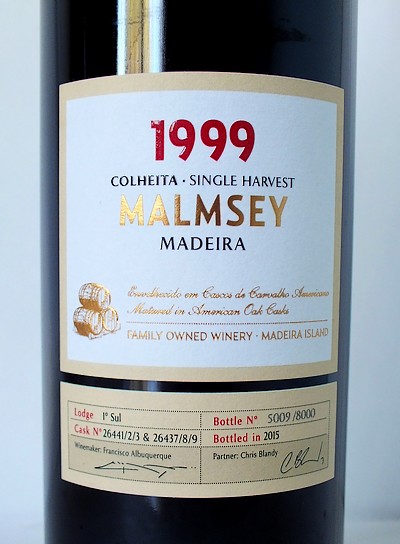 1999
COLHEITA · SINGLE HARVEST
MALMSEY
MADEIRA
Envelhecido em Cascos de Carvalho Americano
Matured in American Oak Casks
FAMILY OWNED WINERY · MADEIRA ISLAND
Lodge 1º Sul
Cask Nº 26441/2/3 & 26437/8/9
Winemaker: Francisco Albuquerque
Bottle Nº 5009 /8000
Bottled in 2015
Partner: Chris Blandy